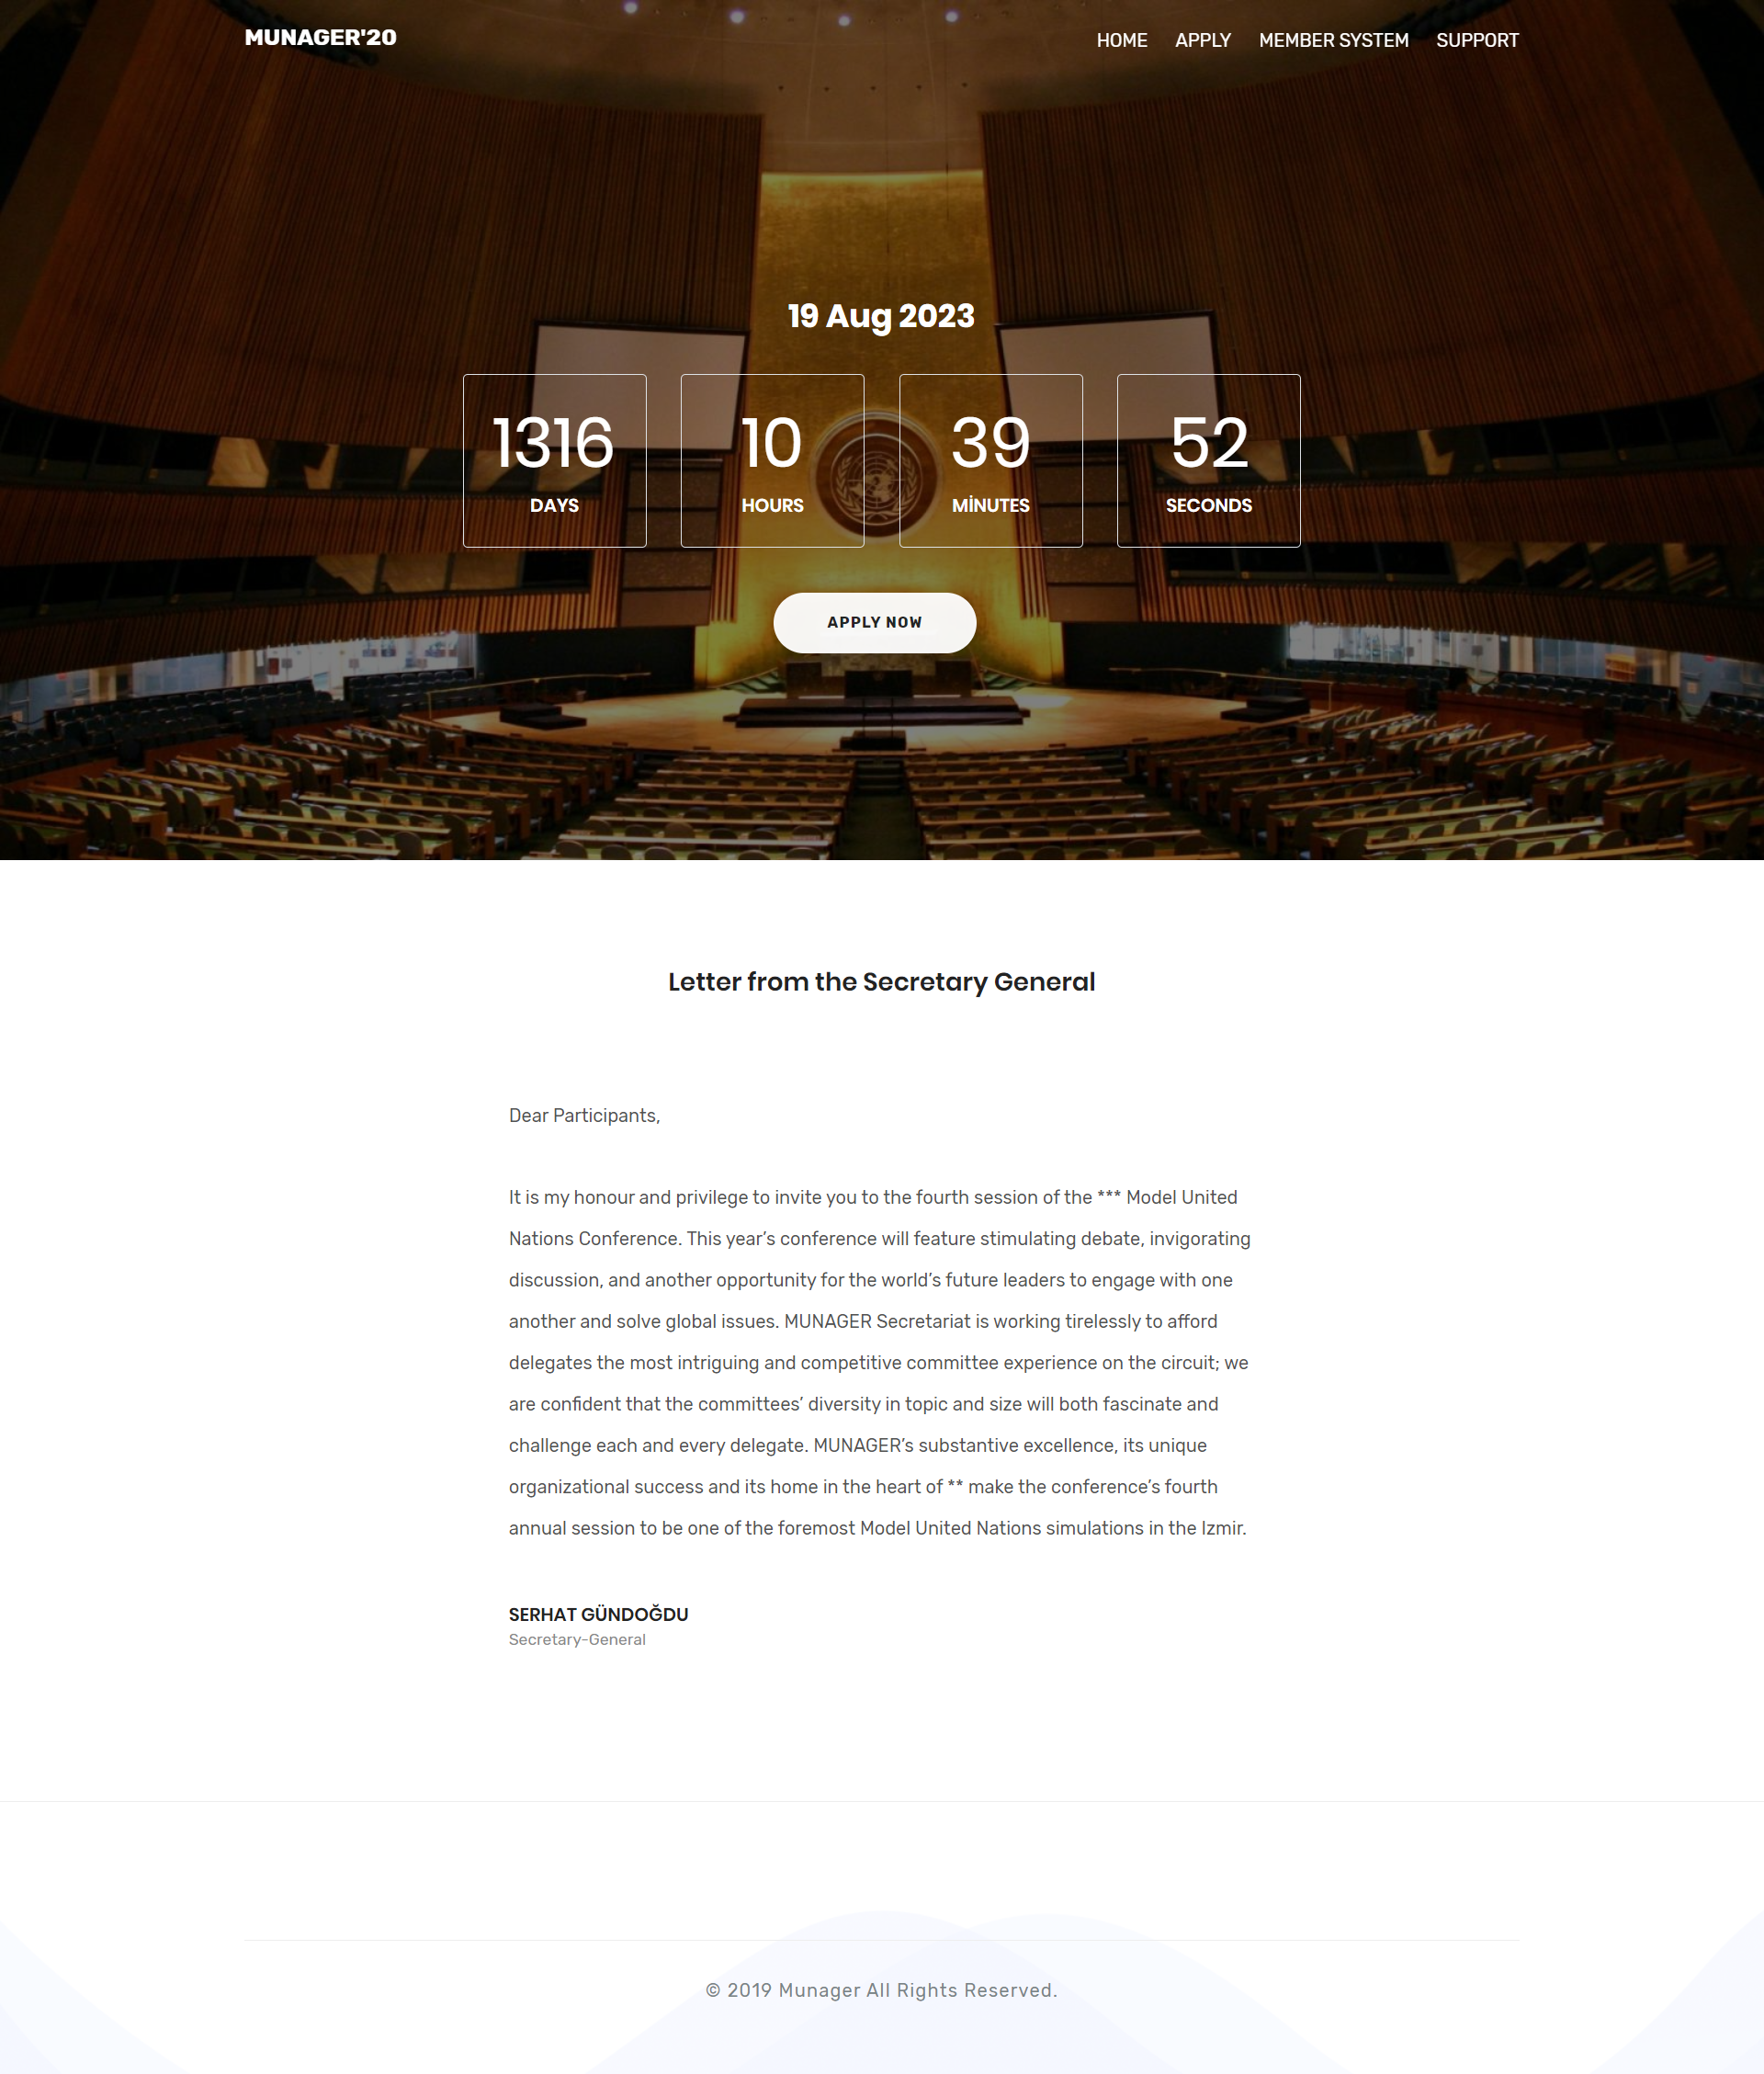 MUNAGER'20
HOME APPLY MEMBER SYSTEM SUPPORT
19 Aug 2023
1316 10 39 52
DAYS HOURS MİNUTES SECONDS
APPLY NOW
Letter from the Secretary General
Dear Participants,
It is my honour and privilege to invite you to the fourth session of the *** Model United
Nations Conference. This year’s conference will feature stimulating debate, invigorating
discussion, and another opportunity for the world’s future leaders to engage with one
another and solve global issues. MUNAGER Secretariat is working tirelessly to afford
delegates the most intriguing and competitive committee experience on the circuit; we
are confident that the committees’ diversity in topic and size will both fascinate and
challenge each and every delegate. MUNAGER’s substantive excellence, its unique
organizational success and its home in the heart of ** make the conference’s fourth
annual session to be one of the foremost Model United Nations simulations in the Izmir.
SERHAT GÜNDOĞDU
Secretary-General
© 2019 Munager All Rights Reserved.